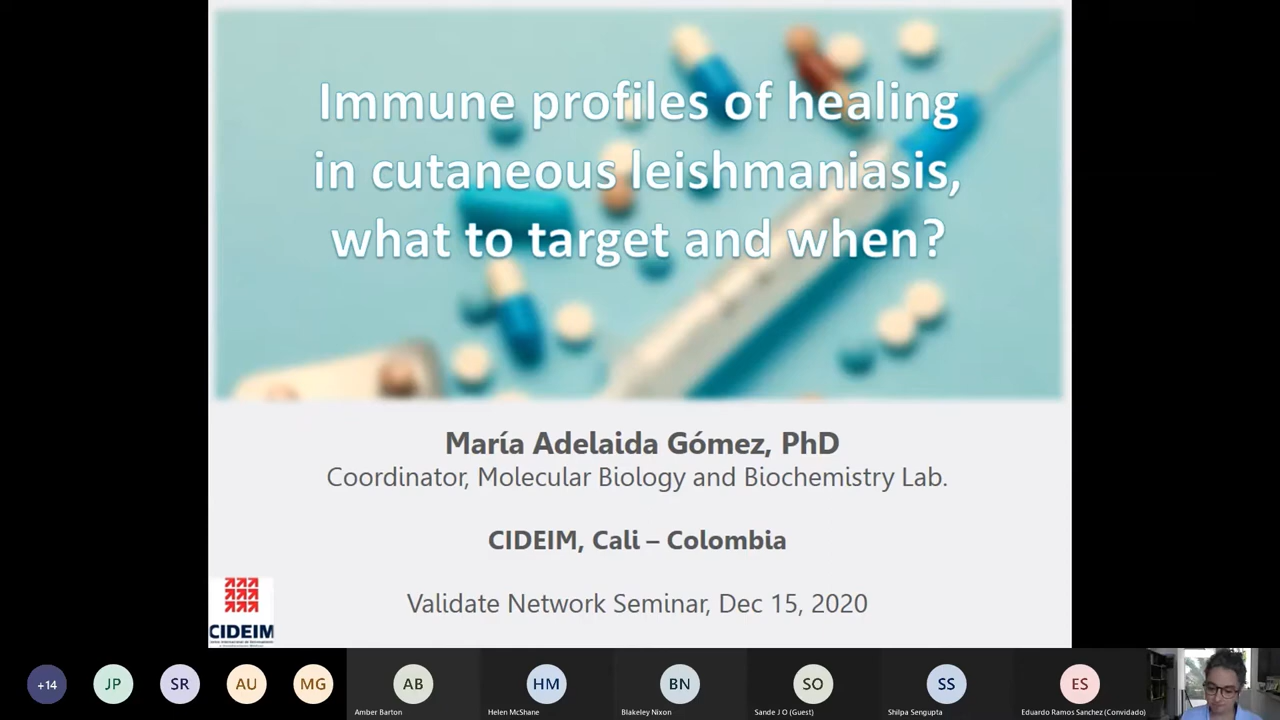 Immune profiles of healing
in cutaneous leishmaniasis,
what to target and when?
María Adelaida Gómez, PhD
Coordinator, Molecular Biology and Biochemistry Lab.
CIDEIM, Cali – Colombia
Validate Network Seminar, Dec 15, 2020
CIDEIM
+14
JP
SR
AU
MG
AB
HM
BN
SO
SS
ES
Amber Barton
Helen McShane
Blakeley Nixon
Sande J O (Guest)
Shilpa Sengupta
Eduardo Ramos Sanchez (Convidado)